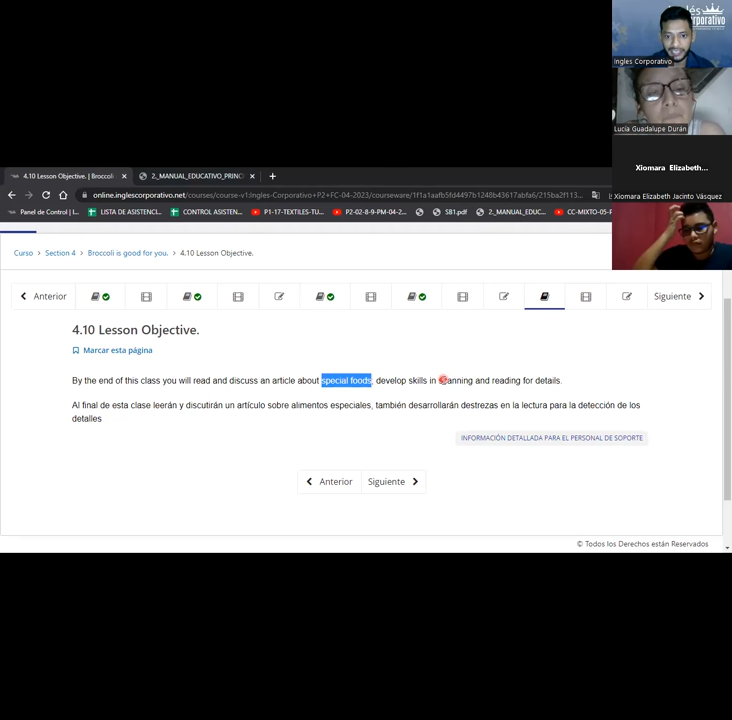 Inglés
Corporativo
Ingles Corporativo
Lucía Guadalupe Durán
Xiomara Elizabeth...
Xiomara Elizabeth Jacinto Vásquez
4.10 Lesson Objective. | Broccoli
2._MANUAL_EDUCATIVO_PRINC
online.inglescorporativo.net/courses/course-v1:Ingles-Corporativo+P2+FC-04-2023/courseware/1f1a1aafb5fd4497b1248b43617abfa6/215ba2f113...
Panel de Control | I...
LISTA DE ASISTENCI...
CONTROL ASISTEN...
P1-17-TEXTILES-TU...
P2-02-8-9-PM-04-2...
SB1.pdf
2._MANUAL_EDUC...
CC-MIXTO-05-P
Curso > Section 4 > Broccoli is good for you. > 4.10 Lesson Objective.
Anterior
Siguiente
4.10 Lesson Objective.
Marcar esta página
By the end of this class you will read and discuss an article about special foods, develop skills in scanning and reading for details.
Al final de esta clase leerán y discutirán un artículo sobre alimentos especiales, también desarrollarán destrezas en la lectura para la detección de los
detalles
INFORMACIÓN DETALLADA PARA EL PERSONAL DE SOPORTE
Anterior Siguiente
© Todos los Derechos están Reservados